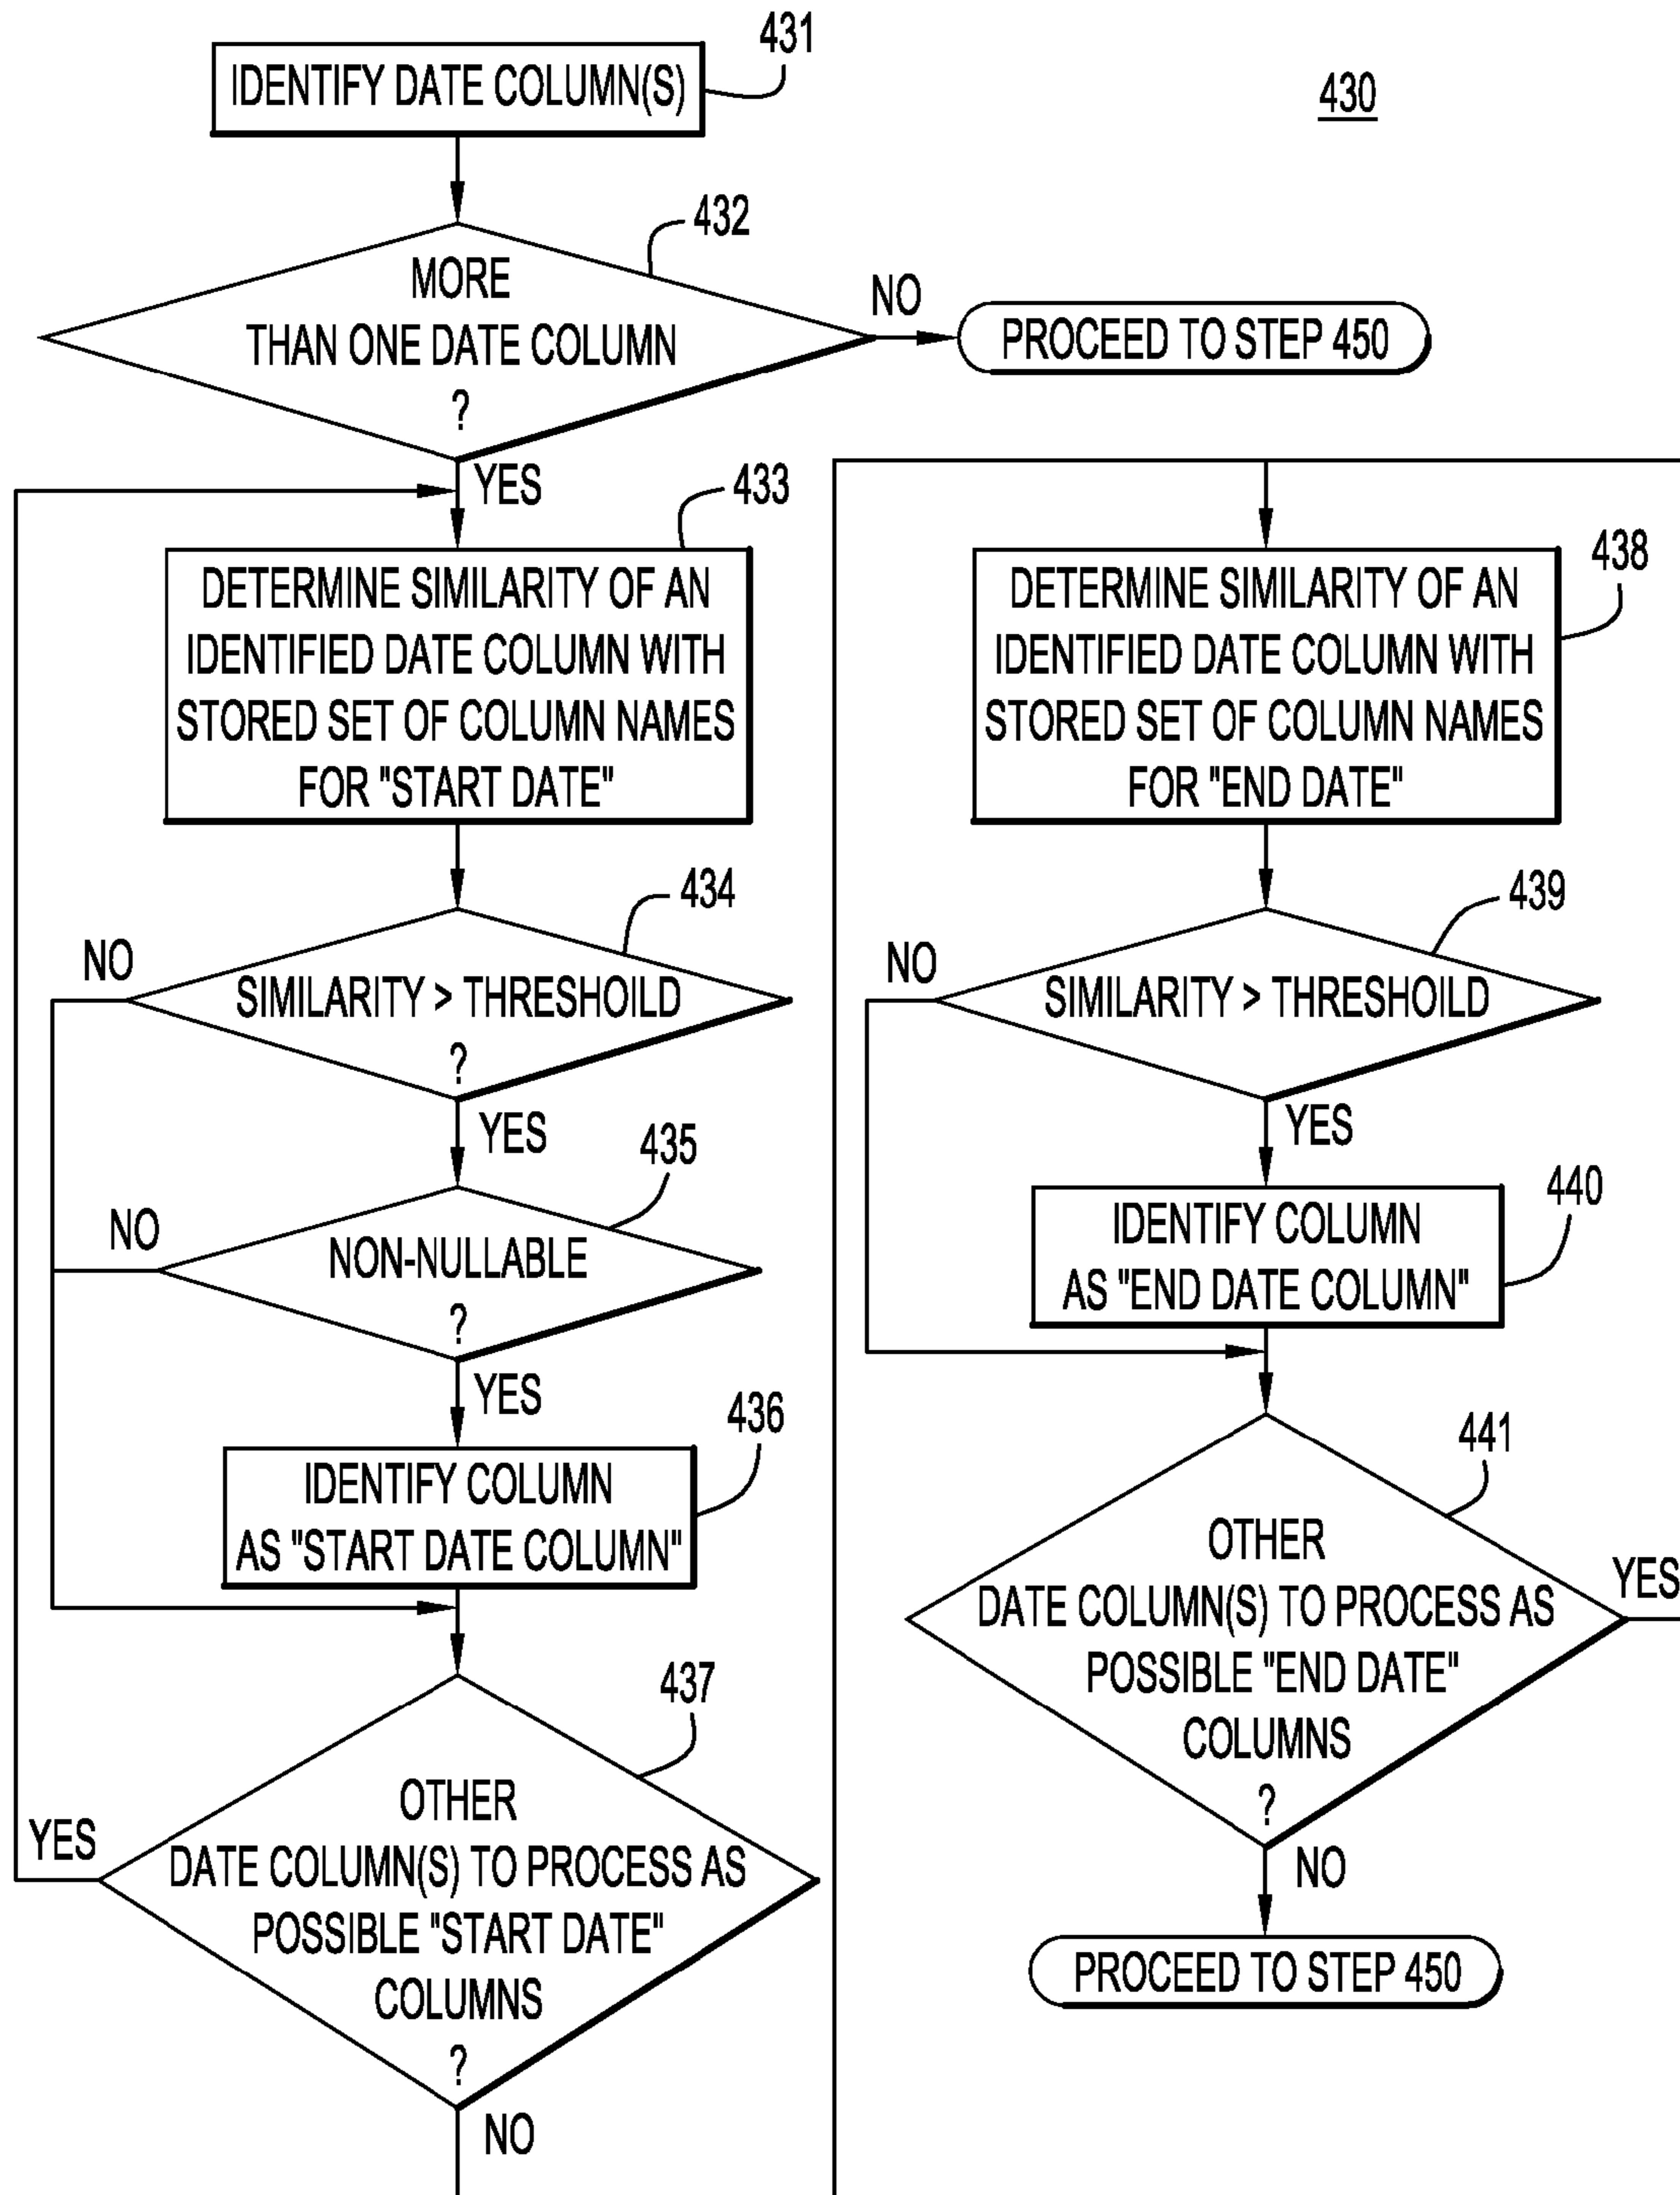 431
IDENTIFY DATE COLUMN(S)
430
432
MORE
THAN ONE DATE COLUMN
?
NO
PROCEED TO STEP 450
YES
433
DETERMINE SIMILARITY OF AN
IDENTIFIED DATE COLUMN WITH
STORED SET OF COLUMN NAMES
FOR "START DATE"
434
NO
SIMILARITY > THRESHOILD
?
YES
435
NO
NON-NULLABLE
?
YES
436
IDENTIFY COLUMN
AS "START DATE COLUMN"
437
OTHER
YES
DATE COLUMN(S) TO PROCESS AS
POSSIBLE "START DATE"
COLUMNS
?
NO
438
DETERMINE SIMILARITY OF AN
IDENTIFIED DATE COLUMN WITH
STORED SET OF COLUMN NAMES
FOR "END DATE"
439
NO
SIMILARITY > THRESHOILD
YES
440
IDENTIFY COLUMN
AS "END DATE COLUMN"
441
OTHER
YES
DATE COLUMN(S) TO PROCESS AS
POSSIBLE "END DATE"
COLUMNS
?
NO
PROCEED TO STEP 450